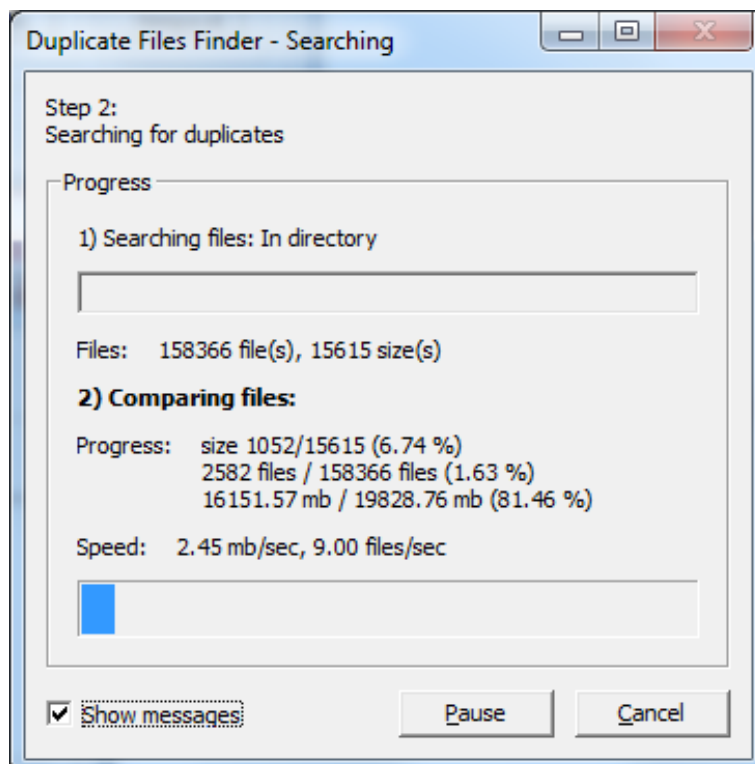 Duplicate Files Finder - Searching
Step 2:
Searching for duplicates
Progress
1) Searching files: In directory
Files: 158366 file(s), 15615 size(s)
2) Comparing files:
Progress: size 1052/15615 (6.74 %)
2582 files / 158366 files (1.63 %)
16151.57 mb / 19828.76 mb (81.46 %)
Speed: 2.45 mb/sec, 9.00 files/sec
Show messages Pause Cancel